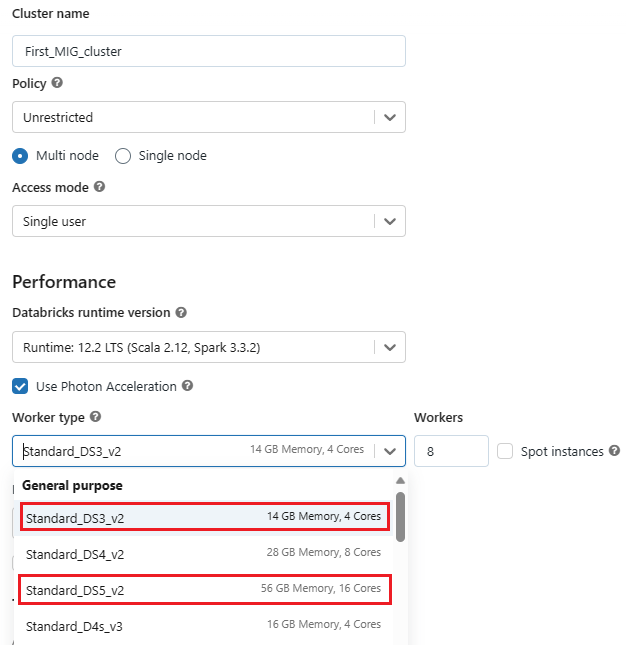 Cluster name
First_MIG_cluster
Policy ?
Unrestricted
Multi node Single node
Access mode ?
Single user
Performance
Databricks runtime version ?
Runtime: 12.2 LTS (Scala 2.12, Spark 3.3.2)
Use Photon Acceleration ?
Worker type ? Workers
Standard_DS3_v2 14 GB Memory, 4 Cores 8 Spot instances ?
General purpose
Standard_DS3_v2 14 GB Memory, 4 Cores
Standard_DS4_v2 28 GB Memory, 8 Cores
Standard_DS5_v2 56 GB Memory, 16 Cores
Standard_D4s_v3 16 GB Memory, 4 Cores